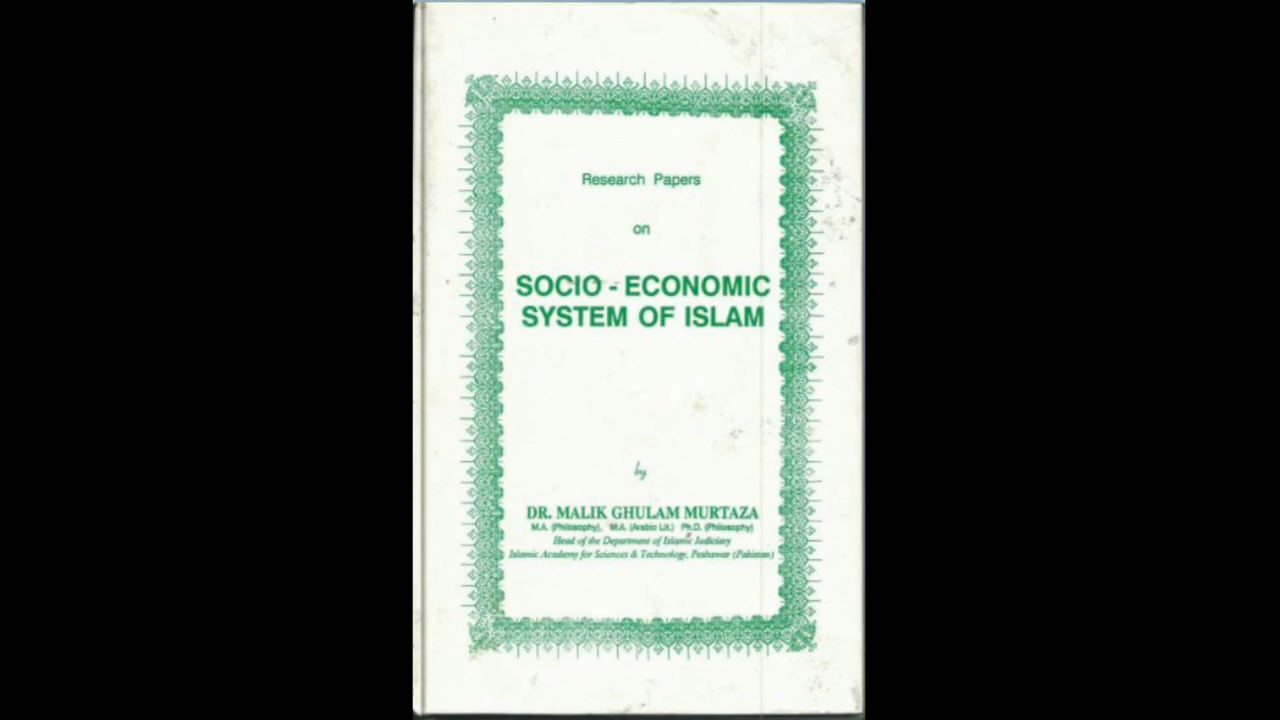 Research Papers
on
SOCIO - ECONOMIC
SYSTEM OF ISLAM
by
DR. MALIK GHULAM MURTAZA
M.A. (Philosophy), M.A. (Arabic Lit.) Ph.D. (Philosophy)
Head of the Department of Islamic Judiciary
Islamic Academy for Sciences & Technology, Peshawar (Pakistan)